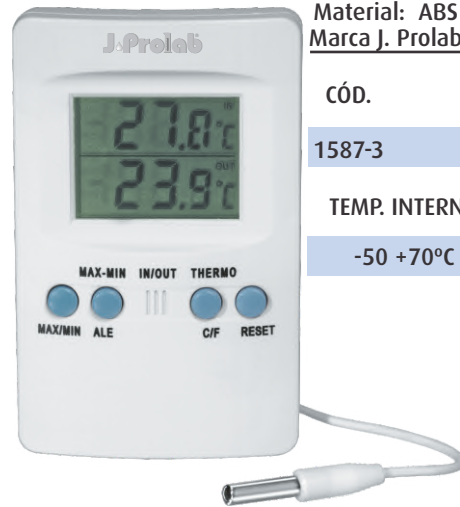 J.Prolab
IN
27.8°C
OUT
23.9°C
MAX-MIN IN/OUT THERMO
MAX/MIN ALE C/F RESET
Material: ABS
Marca J. Prolab
CÓD.
1587-3
TEMP. INTERN
-50 +70ºC